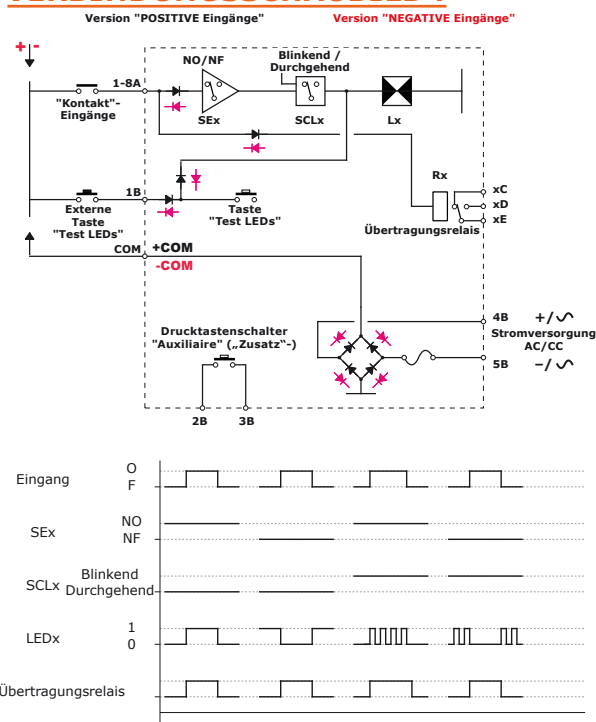 Version "POSITIVE Eingänge" Version "NEGATIVE Eingänge"
+ -
NO/NF
Blinkend /
Durchgehend
1-8A
"Kontakt"-
Eingänge
SEx
SCLx
Lx
Rx
xC
xD
xE
Übertragungsrelais
1B
Externe
Taste
"Test LEDs"
Taste
"Test LEDs"
COM
+COM
-COM
4B
+/
Stromversorgung
AC/CC
5B
-/
Drucktastenschalter
"Auxiliaire" („Zusatz“-)
2B 3B
Eingang
O
F
SEx
NO
NF
SCLx
Blinkend
Durchgehend
LEDx
1
0
Übertragungsrelais